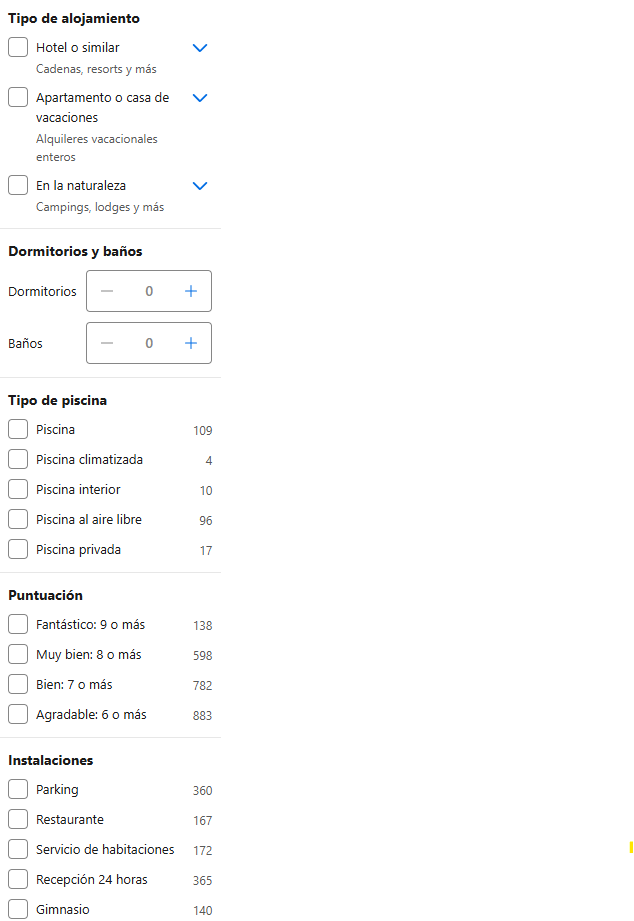 Tipo de alojamiento
Hotel o similar
Cadenas, resorts y más
Apartamento o casa de
vacaciones
Alquileres vacacionales
enteros
En la naturaleza
Campings, lodges y más
Dormitorios y baños
Dormitorios — 0 +
Baños — 0 +
Tipo de piscina
Piscina 109
Piscina climatizada 4
Piscina interior 10
Piscina al aire libre 96
Piscina privada 17
Puntuación
Fantástico: 9 o más 138
Muy bien: 8 o más 598
Bien: 7 o más 782
Agradable: 6 o más 883
Instalaciones
Parking 360
Restaurante 167
Servicio de habitaciones 172
Recepción 24 horas 365
Gimnasio 140